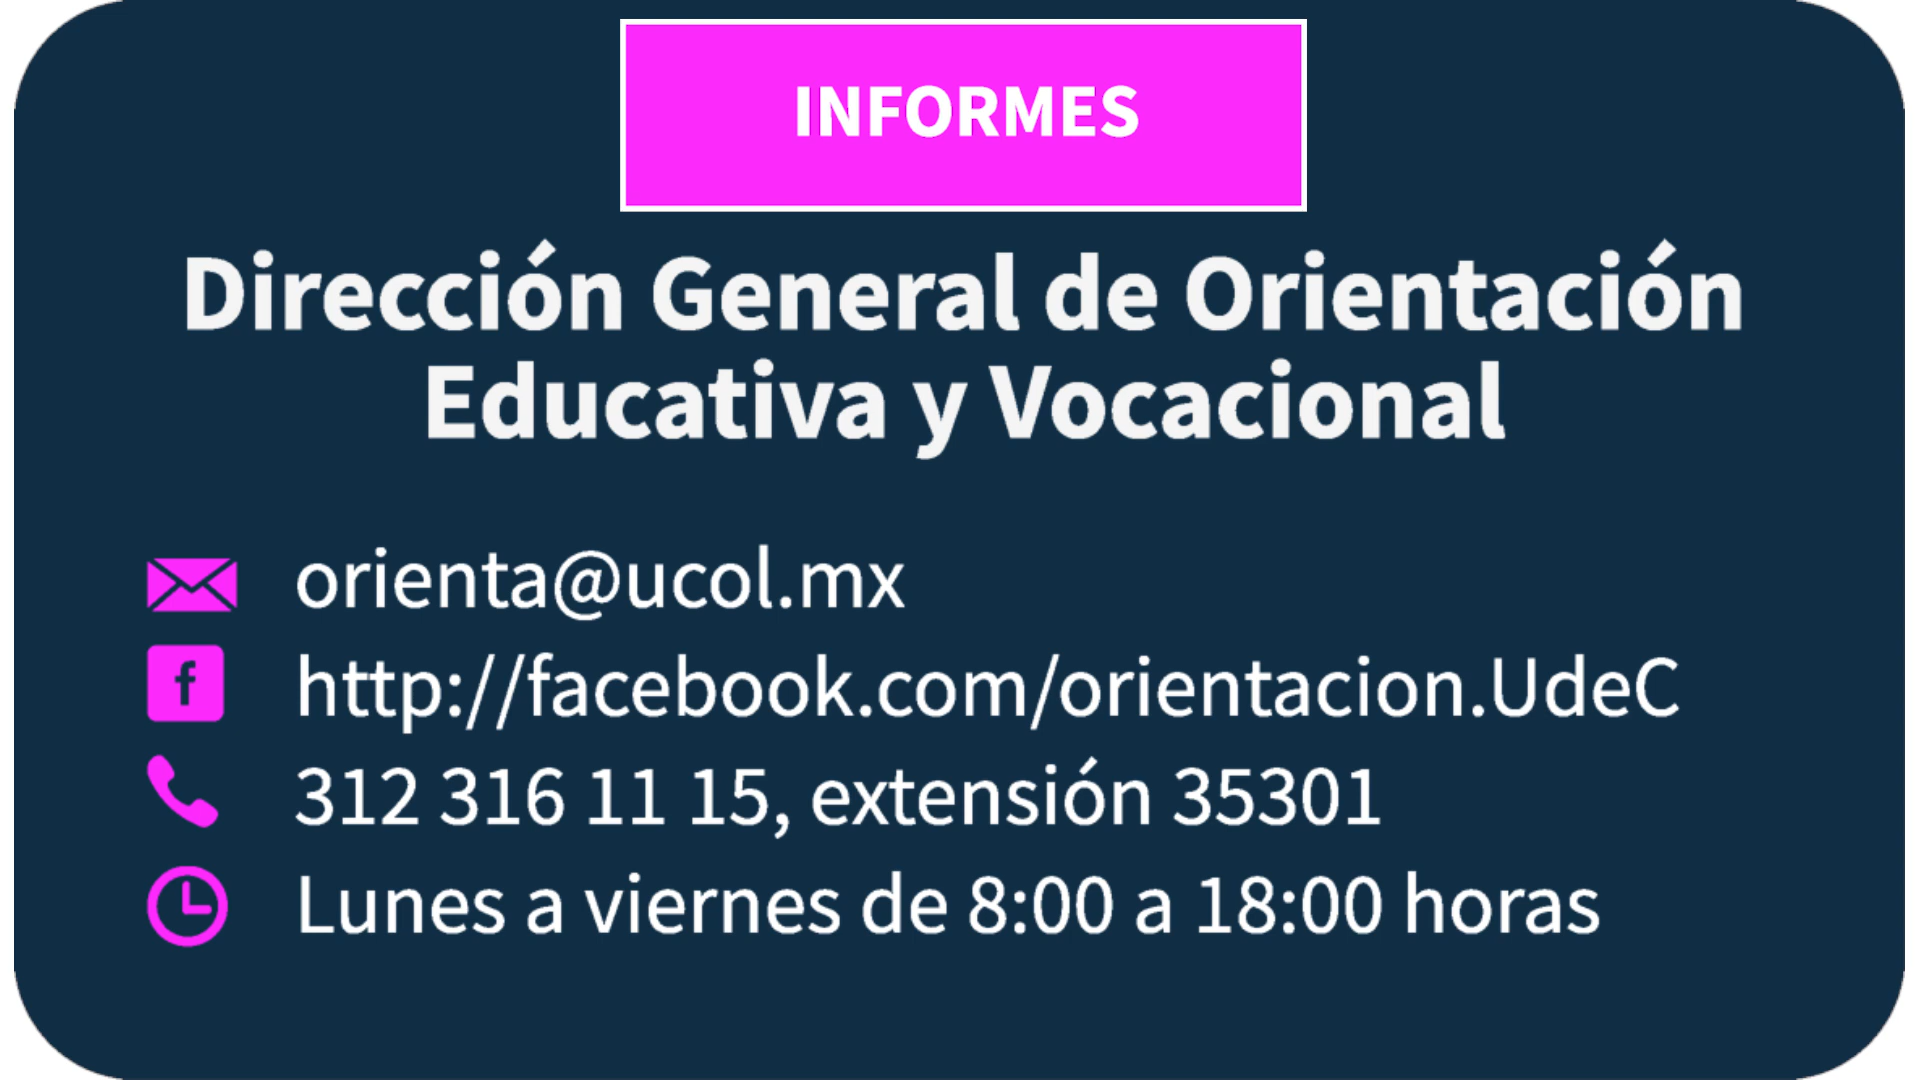 INFORMES
Dirección General de Orientación
Educativa y Vocacional
orienta@ucol.mx
http://facebook.com/orientacion.UdeC
312 316 11 15, extensión 35301
Lunes a viernes de 8:00 a 18:00 horas